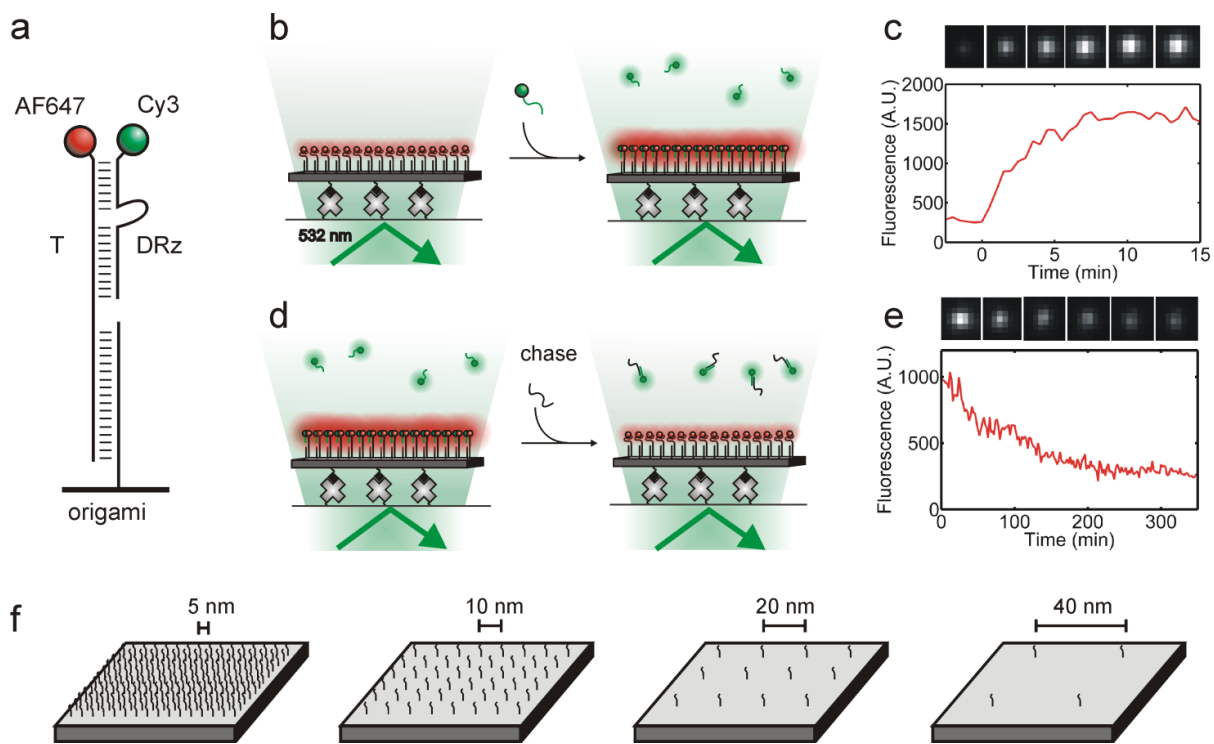 a
AF647
Cy3
T
DRz
origami
b
532 nm
c
Fluorescence (A.U.)
2000
1500
1000
500
0
0
5
10
15
Time (min)
d
chase
e
Fluorescence (A.U.)
1000
500
0
0
100
200
300
Time (min)
f
5 nm
10 nm
20 nm
40 nm